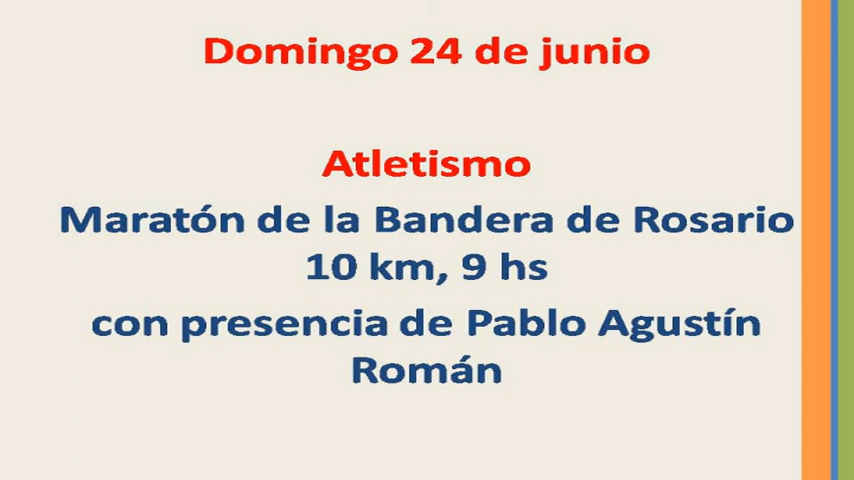 Domingo 24 de junio
Atletismo
Maratón de la Bandera de Rosario
10 km, 9 hs
con presencia de Pablo Agustín
Román